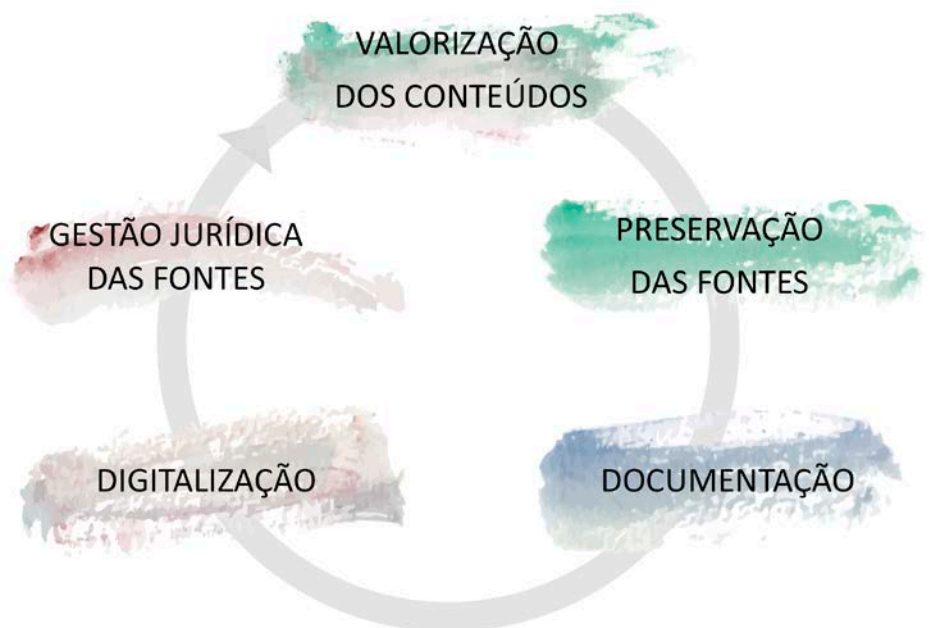 VALORIZAÇÃO
DOS CONTEÚDOS
GESTÃO JURÍDICA
DAS FONTES
PRESERVAÇÃO
DAS FONTES
DIGITALIZAÇÃO
DOCUMENTAÇÃO